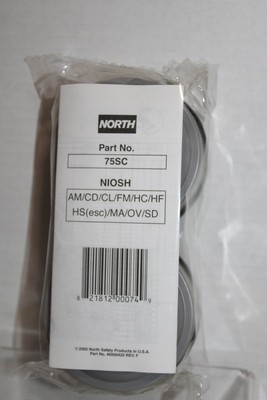 NORTH
Part No.
75SC
NIOSH
AM/CD/CL/FM/HC/HF
HS(esc)/MA/OV/SD
8 21812 00074 9
© 2000 North Safety Products in U.S.A.